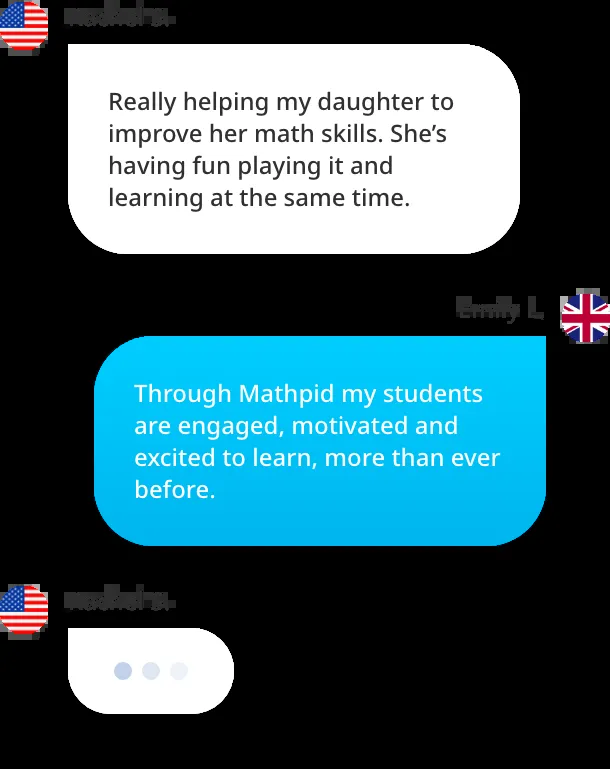 Really helping my daughter to
improve her math skills. She’s
having fun playing it and
learning at the same time.
Emily L.
Through Mathpid my students
are engaged, motivated and
excited to learn, more than ever
before.